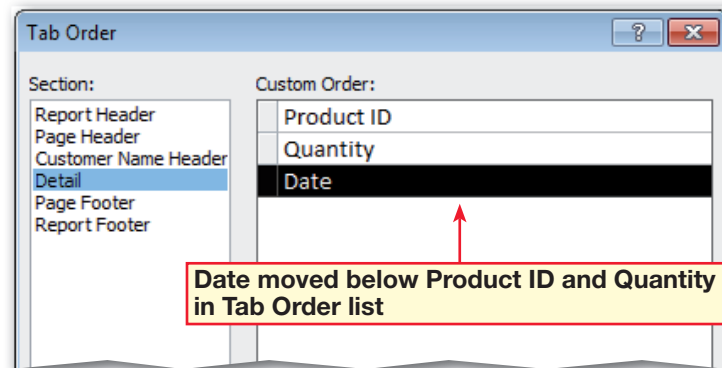 Tab Order
?
Section:
Custom Order:
Report Header
Page Header
Customer Name Header
Detail
Page Footer
Report Footer
Product ID
Quantity
Date
Date moved below Product ID and Quantity
in Tab Order list